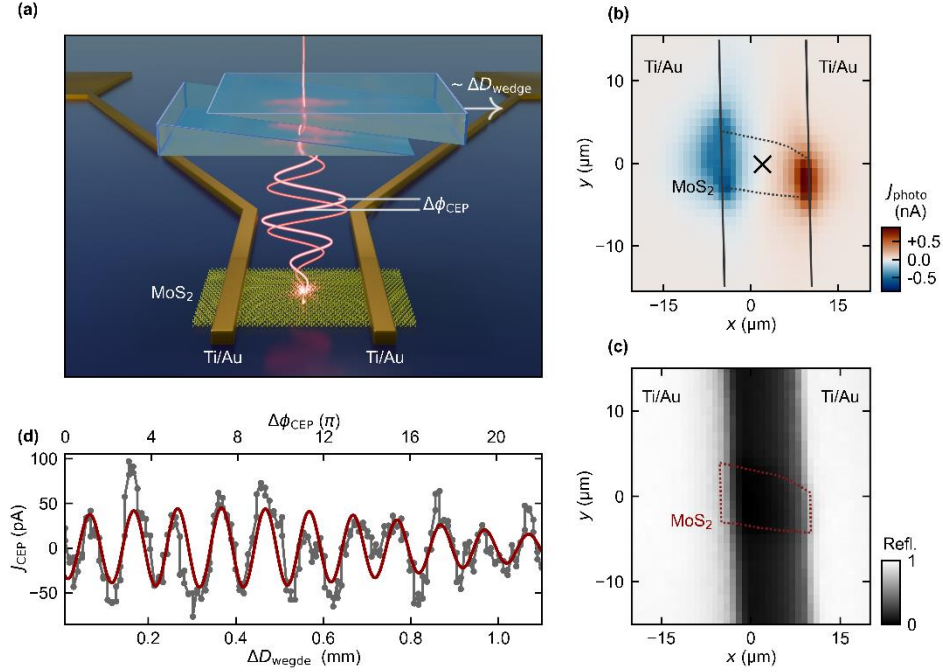 (a)
~ ΔD_wedge
Δϕ_CEP
MoS₂
Ti/Au Ti/Au
(b)
Ti/Au Ti/Au
MoS₂
10
0
−10
y (μm)
−15 0 15
x (μm)
J_photo
(nA)
+0.5
0.0
-0.5
(c)
Ti/Au Ti/Au
MoS₂
10
0
−10
y (μm)
−15 0 15
x (μm)
Refl.
1
0
(d)
Δϕ_CEP (π)
0 4 8 12 16 20
100
50
0
−50
J_CEP (pA)
0.2 0.4 0.6 0.8 1.0
ΔD_wegde (mm)